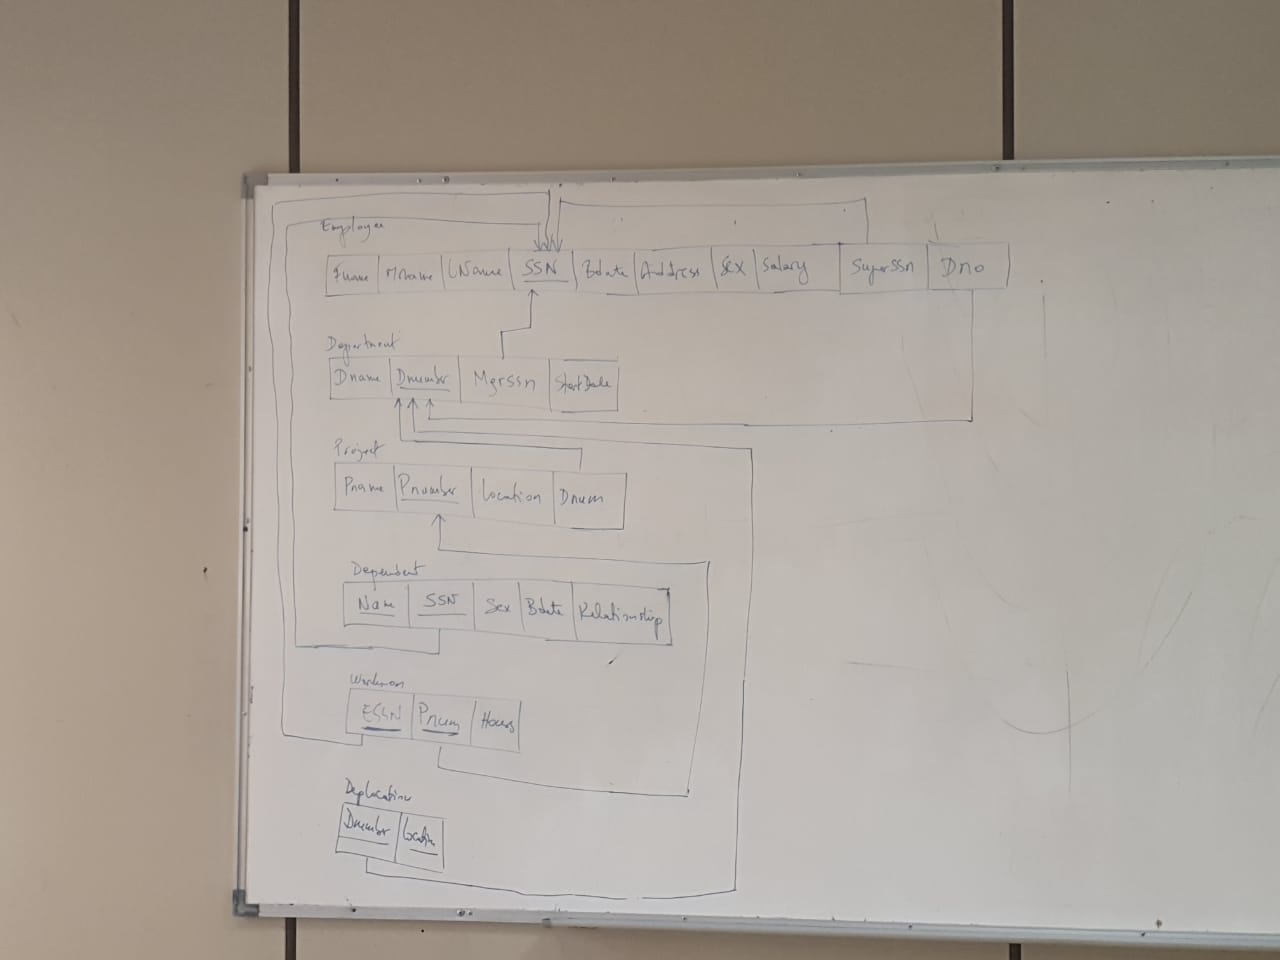 Employee
Fname Mname LName SSN Bdate Address Sex Salary SuperSSn Dno
Department
Dname Dnumber Mgrssn StartDate
Project
Pname Pnumber Location Dnum
Dependent
Name SSN Sex Bdate Relationship
Workson
ESSN Pnum Hours
Deplocation
Dnumber Location